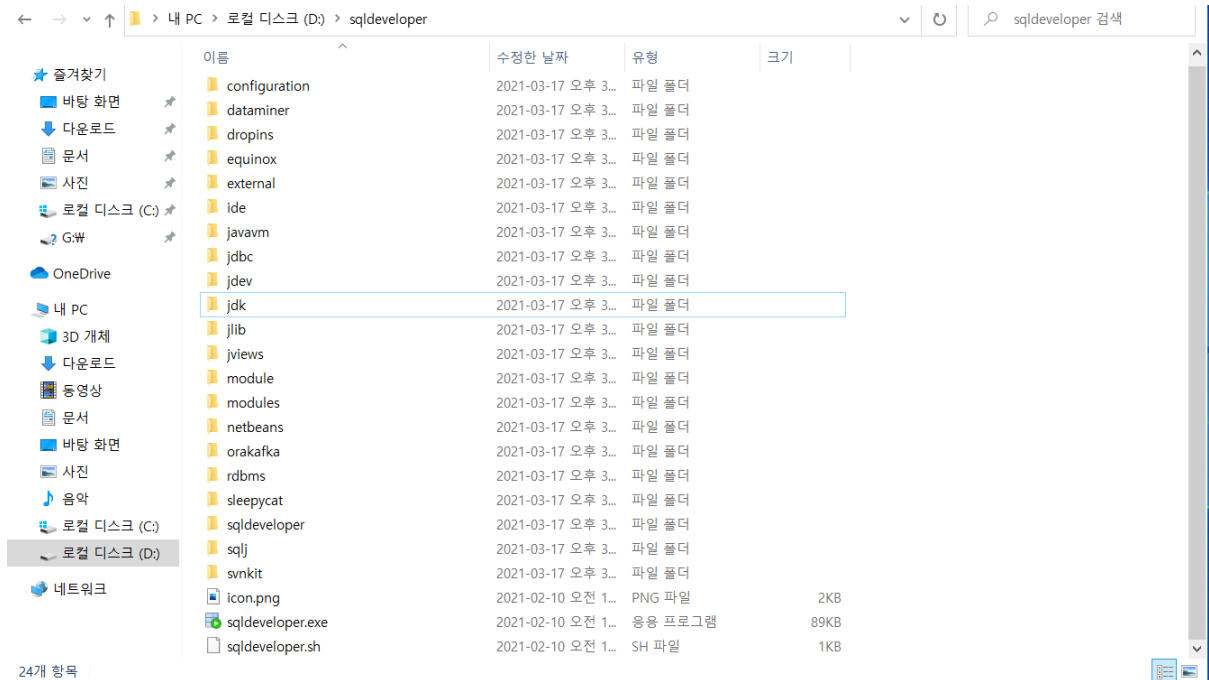 내 PC > 로컬 디스크 (D:) > sqldeveloper
sqldeveloper 검색
즐겨찾기
바탕 화면
다운로드
문서
사진
로컬 디스크 (C:)
G:₩
OneDrive
내 PC
3D 개체
다운로드
동영상
문서
바탕 화면
사진
음악
로컬 디스크 (C:)
로컬 디스크 (D:)
네트워크
이름 수정한 날짜 유형 크기
configuration 2021-03-17 오후 3... 파일 폴더
dataminer 2021-03-17 오후 3... 파일 폴더
dropins 2021-03-17 오후 3... 파일 폴더
equinox 2021-03-17 오후 3... 파일 폴더
external 2021-03-17 오후 3... 파일 폴더
ide 2021-03-17 오후 3... 파일 폴더
javavm 2021-03-17 오후 3... 파일 폴더
jdbc 2021-03-17 오후 3... 파일 폴더
jdev 2021-03-17 오후 3... 파일 폴더
jdk 2021-03-17 오후 3... 파일 폴더
jlib 2021-03-17 오후 3... 파일 폴더
jviews 2021-03-17 오후 3... 파일 폴더
module 2021-03-17 오후 3... 파일 폴더
modules 2021-03-17 오후 3... 파일 폴더
netbeans 2021-03-17 오후 3... 파일 폴더
orakafka 2021-03-17 오후 3... 파일 폴더
rdbms 2021-03-17 오후 3... 파일 폴더
sleepycat 2021-03-17 오후 3... 파일 폴더
sqldeveloper 2021-03-17 오후 3... 파일 폴더
sqlj 2021-03-17 오후 3... 파일 폴더
svnkit 2021-03-17 오후 3... 파일 폴더
icon.png 2021-02-10 오전 1... PNG 파일 2KB
sqldeveloper.exe 2021-02-10 오전 1... 응용 프로그램 89KB
sqldeveloper.sh 2021-02-10 오전 1... SH 파일 1KB
24개 항목